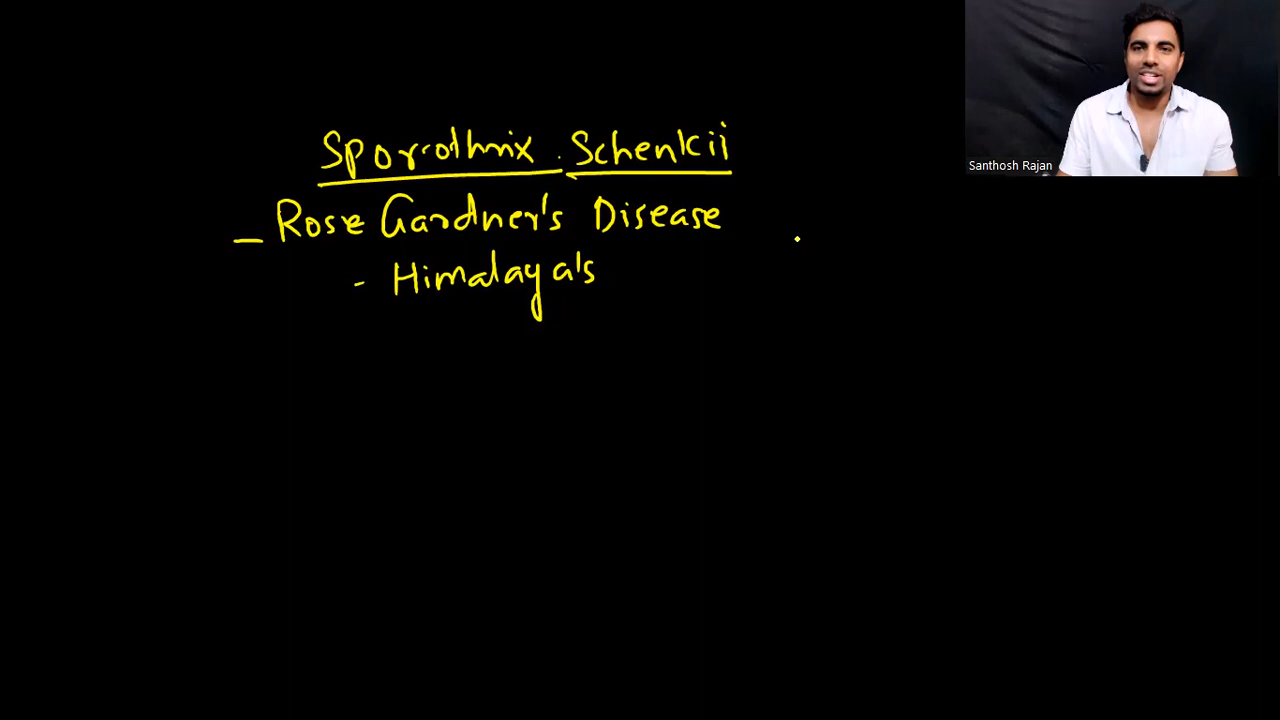 Sporothrix Schenkii
- Rose Gardner's Disease
- Himalaya's
Santhosh Rajan